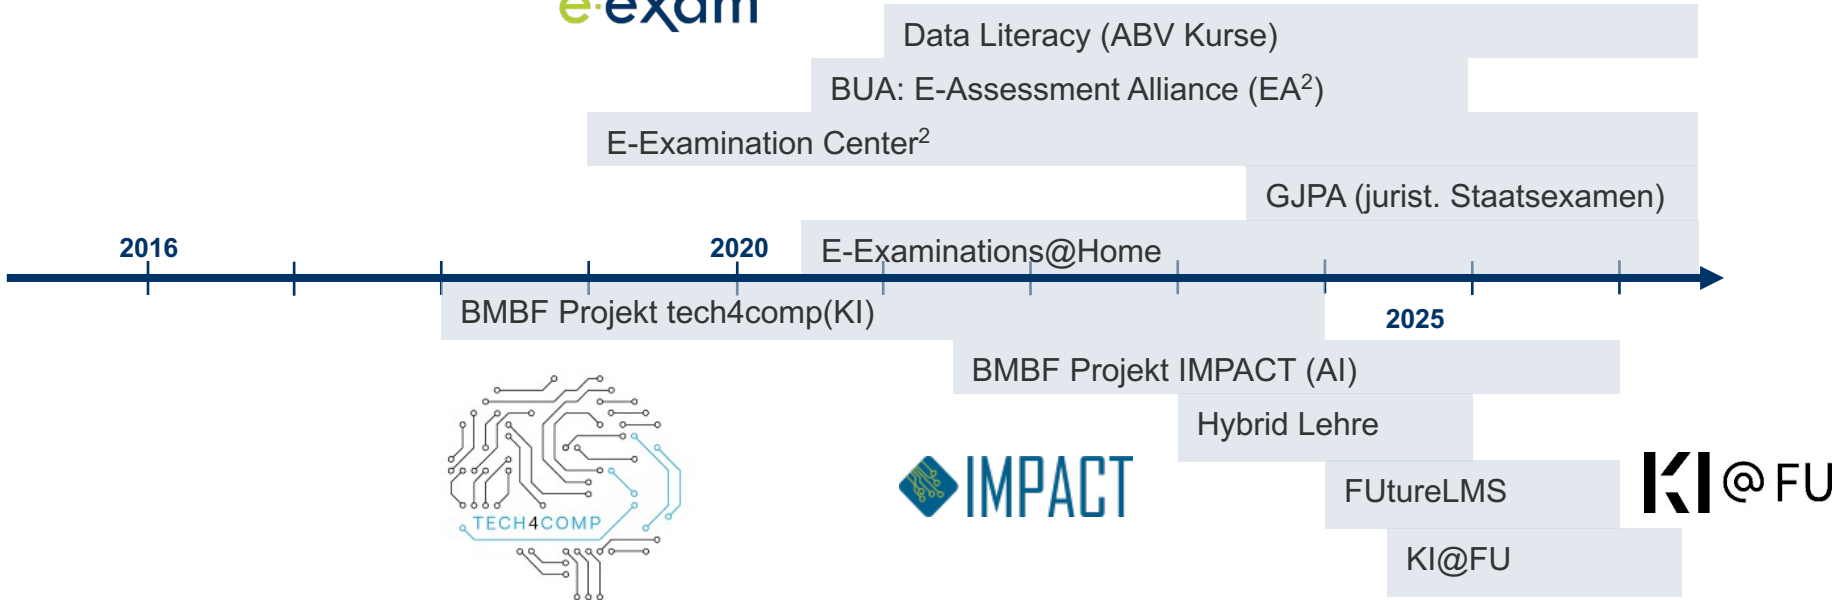 e·exam
Data Literacy (ABV Kurse)
BUA: E-Assessment Alliance (EA²)
E-Examination Center²
GJPA (jurist. Staatsexamen)
2016
2020
E-Examinations@Home
BMBF Projekt tech4comp(KI)
2025
BMBF Projekt IMPACT (AI)
Hybrid Lehre
IMPACT
FUtureLMS
KI@FU
TECH4COMP
KI@FU